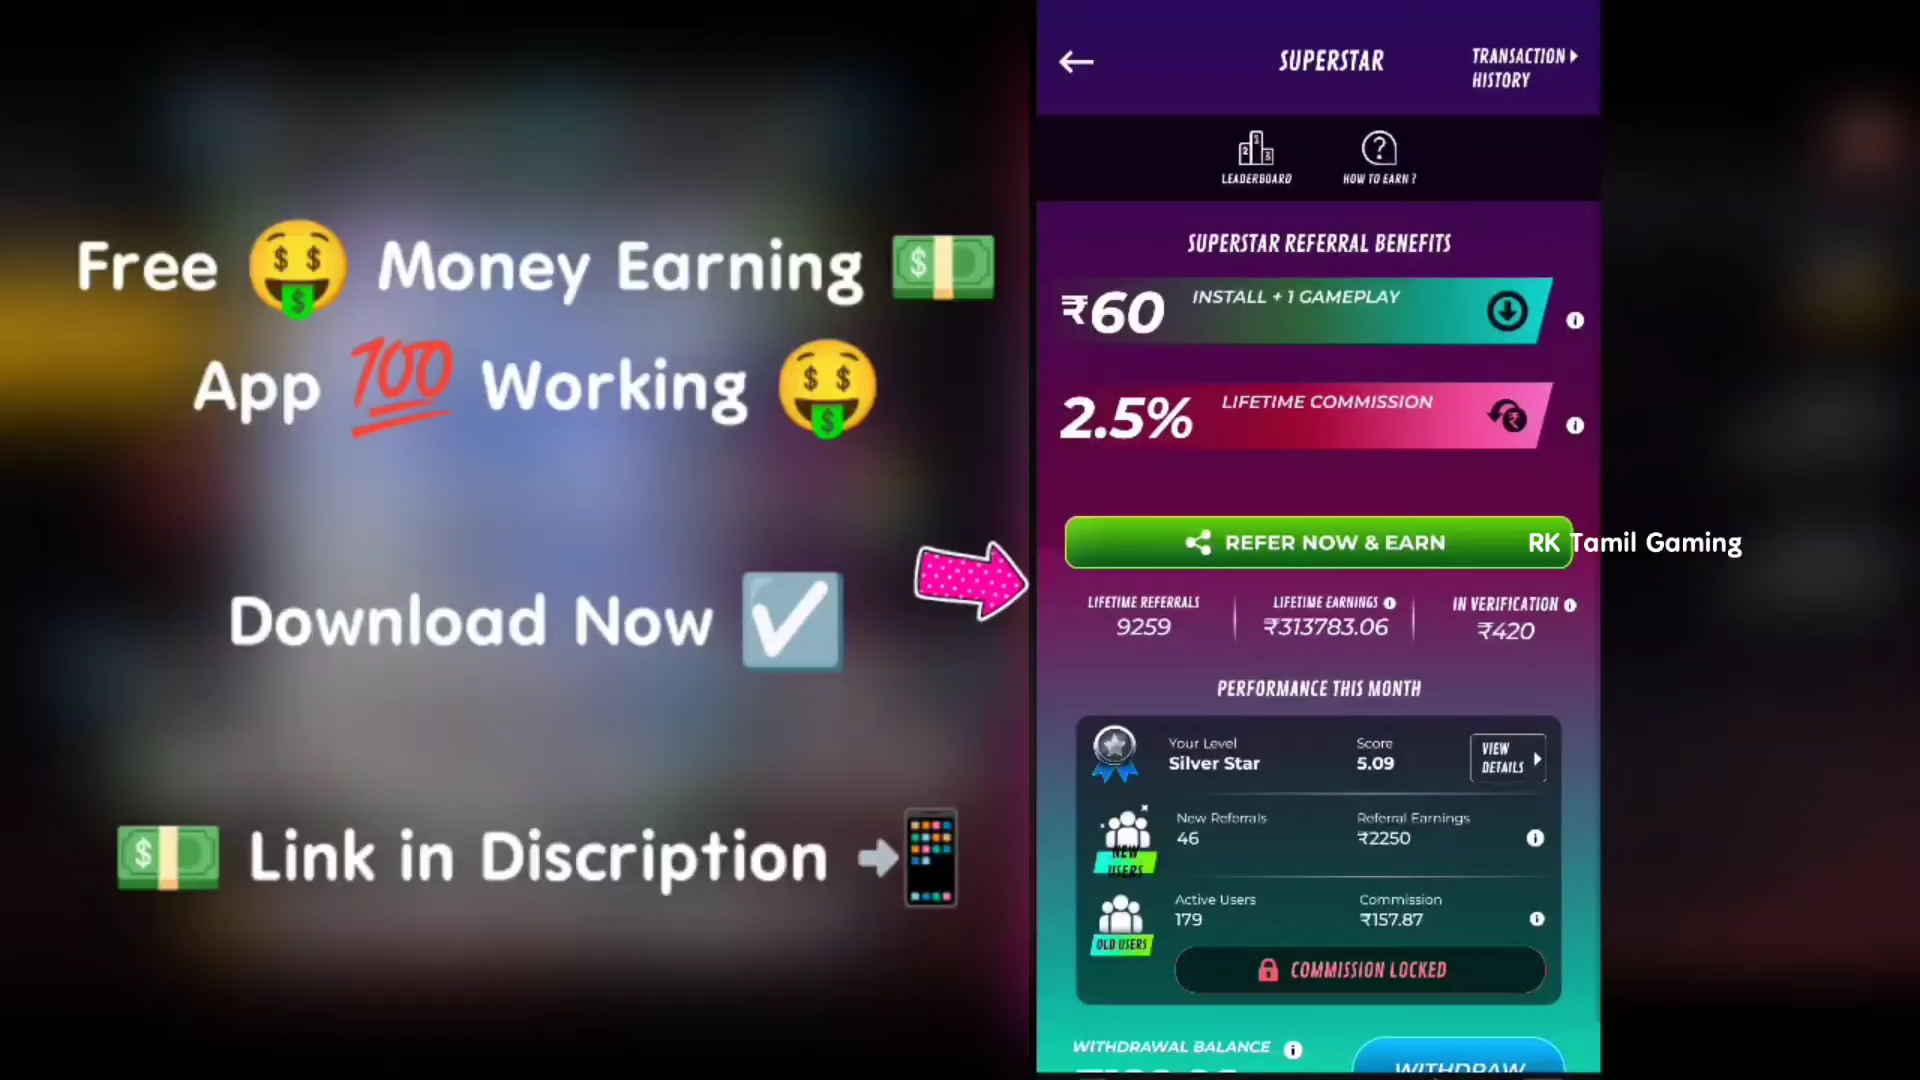 Free Money Earning
App 💯 Working
Download Now
Link in Discription
SUPERSTAR
TRANSACTION
HISTORY
LEADERBOARD
HOW TO EARN ?
SUPERSTAR REFERRAL BENEFITS
₹60 INSTALL + 1 GAMEPLAY
2.5% LIFETIME COMMISSION
REFER NOW & EARN
RK Tamil Gaming
LIFETIME REFERRALS
9259
LIFETIME EARNINGS
₹313783.06
IN VERIFICATION
₹420
PERFORMANCE THIS MONTH
Your Level
Silver Star
Score
5.09
VIEW
DETAILS
NEW
USERS
New Referrals
46
Referral Earnings
₹2250
OLD USERS
Active Users
179
Commission
₹157.87
COMMISSION LOCKED
WITHDRAWAL BALANCE
WITHDRAW